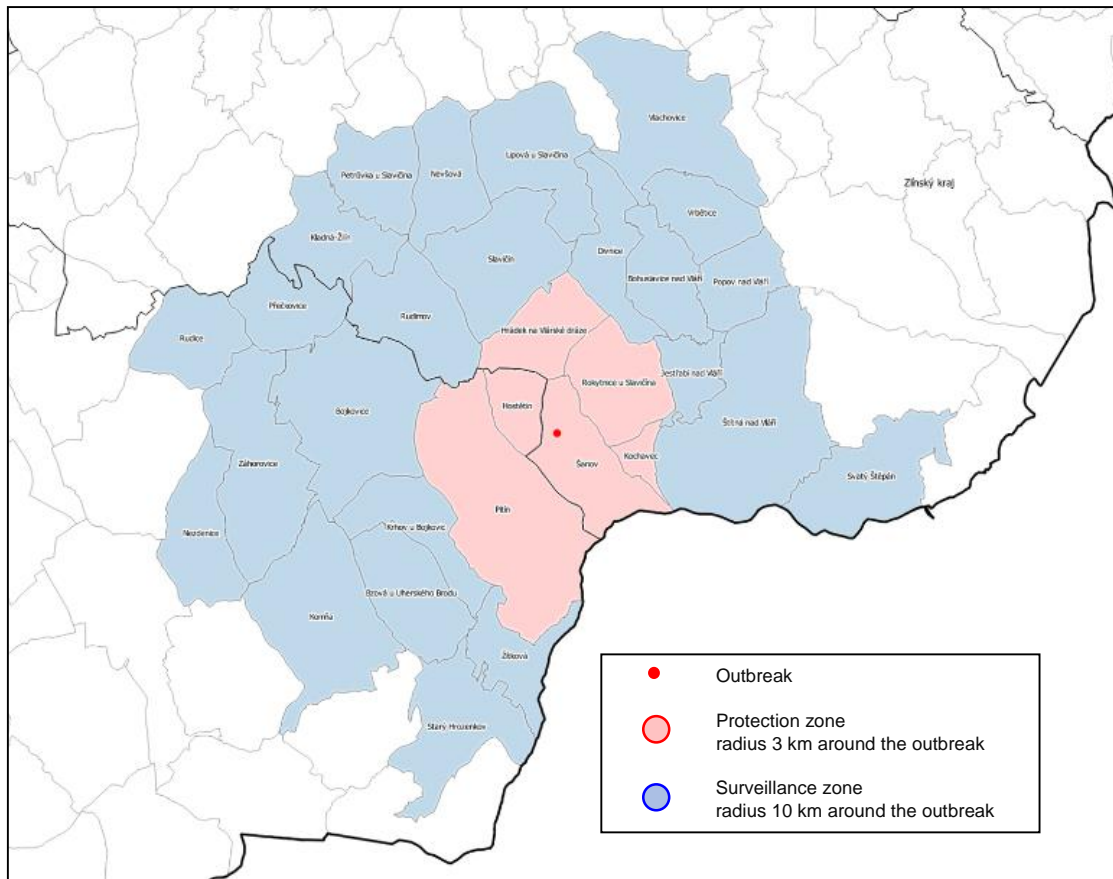 Vlachovice
Lipová u Slavičína
Petrůvka u Slavičína
Nevšová
Zlínský kraj
Vrbětice
Kladná-Žilín
Slavičín
Divnice
Bohuslavice nad Vláří
Popov nad Vláří
Přečkovice
Rudimov
Rudice
Hrádek na Vlárské dráze
Jestřabí nad Vláří
Rokytnice u Slavičína
Hostětín
Bojkovice
Štítná nad Vláří
Kochavec
Šanov
Záhorovice
Svatý Štěpán
Pitín
Krhov u Bojkovic
Nezdenice
Bzová u Uherského Brodu
Komňa
Žítková
Starý Hrozenkov
Outbreak
Protection zone
radius 3 km around the outbreak
Surveillance zone
radius 10 km around the outbreak